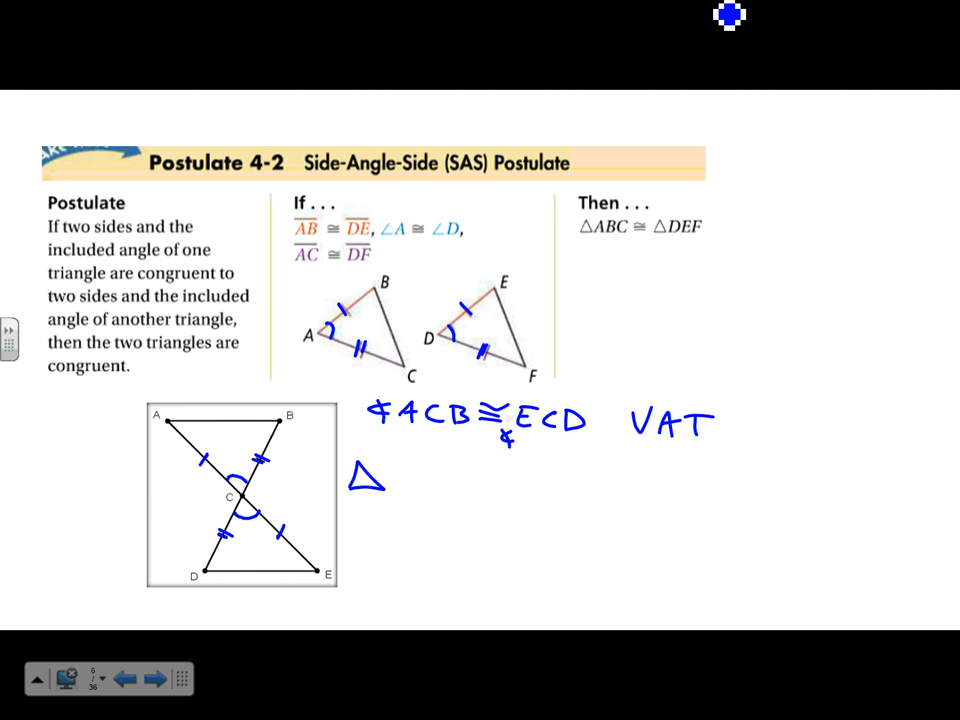 Postulate 4-2 Side-Angle-Side (SAS) Postulate
Postulate
If two sides and the
included angle of one
triangle are congruent to
two sides and the included
angle of another triangle,
then the two triangles are
congruent.
If . . .
AB ≅ DE, ∠A ≅ ∠D,
AC ≅ DF
B
A
C
E
D
F
Then . . .
△ABC ≅ △DEF
A
B
C
D
E
∡ACB ≅ ∡ECD VAT
△
6
/
36